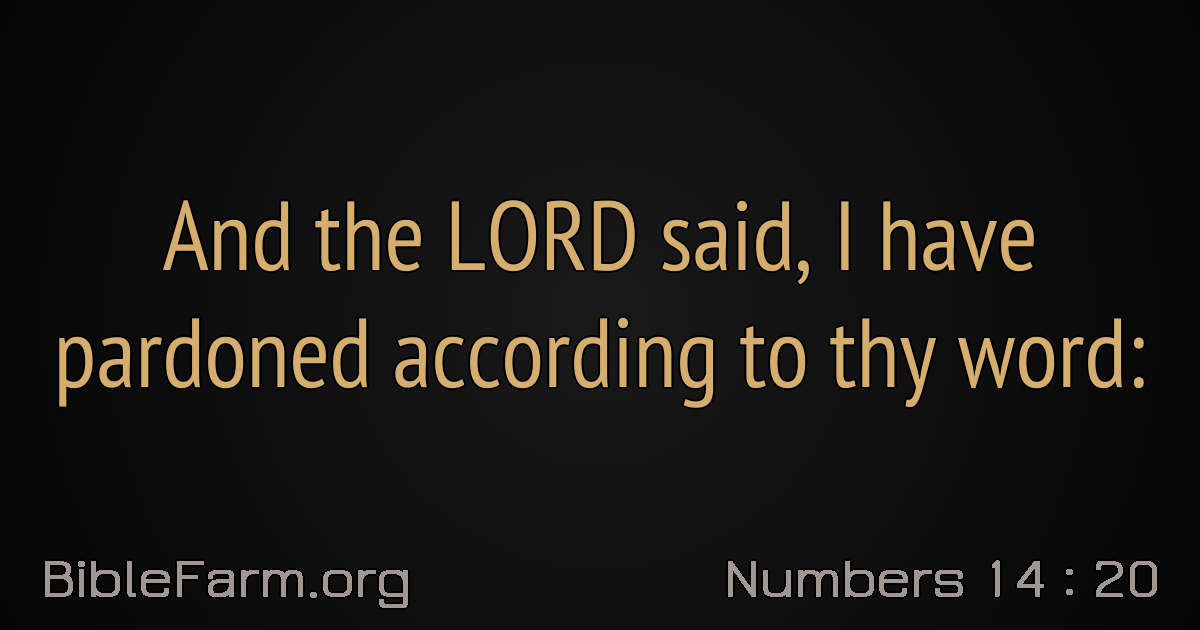 And the LORD said, I have
pardoned according to thy word:
BibleFarm.org
Numbers 14 : 20